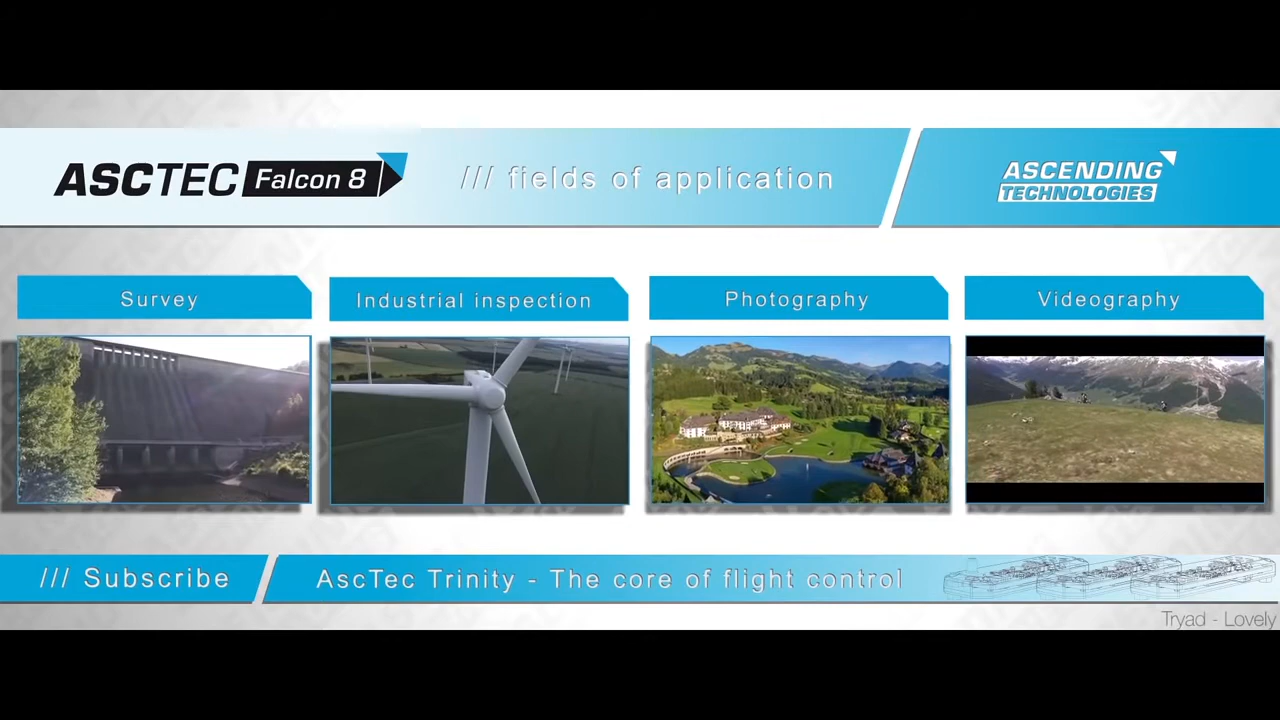 ASCTEC Falcon 8
/// fields of application
ASCENDING
TECHNOLOGIES
Survey
Industrial inspection
Photography
Videography
/// Subscribe
AscTec Trinity - The core of flight control
Tryad - Lovely